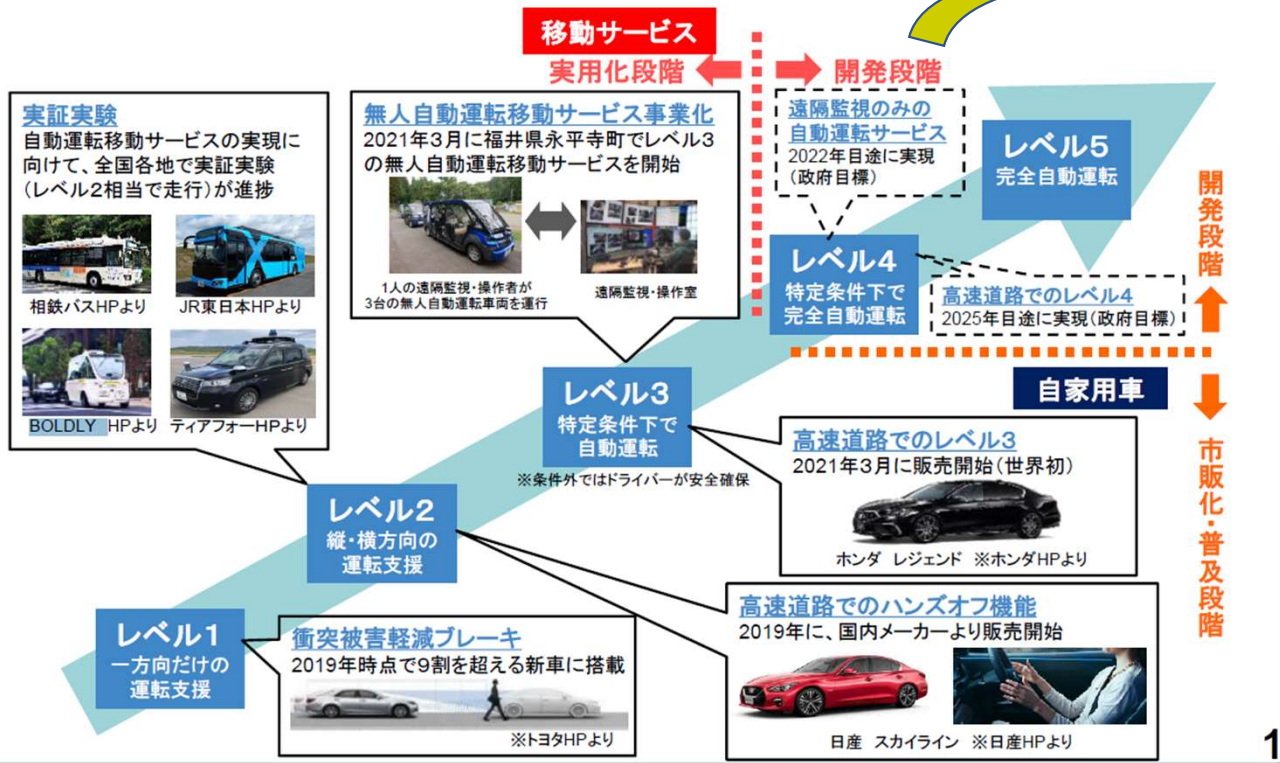 移動サービス
実用化段階
開発段階
実証実験
自動運転移動サービスの実現に
向けて、全国各地で実証実験
(レベル2相当で走行)が進捗
相鉄バスHPより
JR東日本HPより
BOLDLY HPより
ティアフォーHPより
無人自動運転移動サービス事業化
2021年3月に福井県永平寺町でレベル3
の無人自動運転移動サービスを開始
1人の遠隔監視・操作者が
3台の無人自動運転車両を運行
遠隔監視・操作室
遠隔監視のみの
自動運転サービス
2022年目途に実現
(政府目標)
レベル5
完全自動運転
レベル4
特定条件下で
完全自動運転
高速道路でのレベル4
2025年目途に実現(政府目標)
開発段階
自家用車
市販化・普及段階
レベル3
特定条件下で
自動運転
※条件外ではドライバーが安全確保
高速道路でのレベル3
2021年3月に販売開始(世界初)
ホンダ レジェンド ※ホンダHPより
レベル2
縦・横方向の
運転支援
高速道路でのハンズオフ機能
2019年に、国内メーカーより販売開始
日産 スカイライン ※日産HPより
レベル1
一方向だけの
運転支援
衝突被害軽減ブレーキ
2019年時点で9割を超える新車に搭載
※トヨタHPより
1